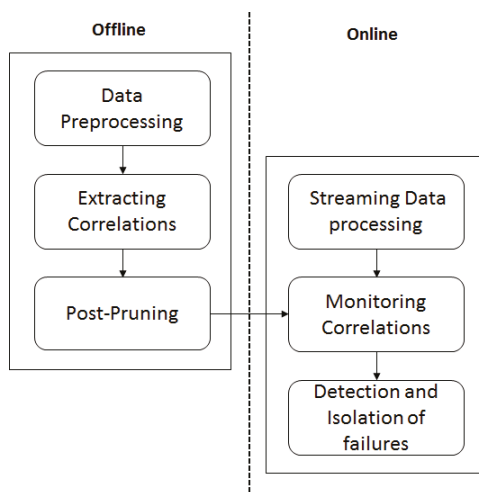 Offline
Data
Preprocessing
Extracting
Correlations
Post-Pruning
Online
Streaming Data
processing
Monitoring
Correlations
Detection and
Isolation of
failures